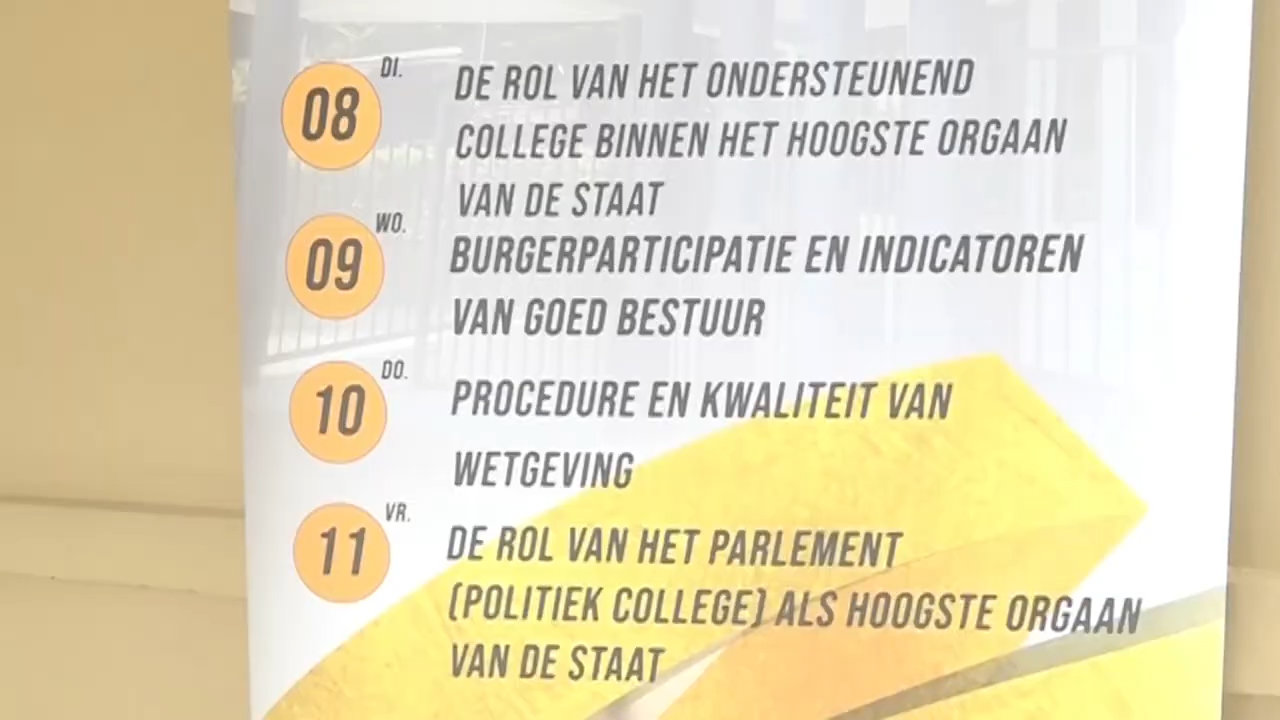 08 DI. DE ROL VAN HET ONDERSTEUNEND
COLLEGE BINNEN HET HOOGSTE ORGAAN
VAN DE STAAT
09 WO. BURGERPARTICIPATIE EN INDICATOREN
VAN GOED BESTUUR
10 DO. PROCEDURE EN KWALITEIT VAN
WETGEVING
11 VR. DE ROL VAN HET PARLEMENT
(POLITIEK COLLEGE) ALS HOOGSTE ORGAAN
VAN DE STAAT